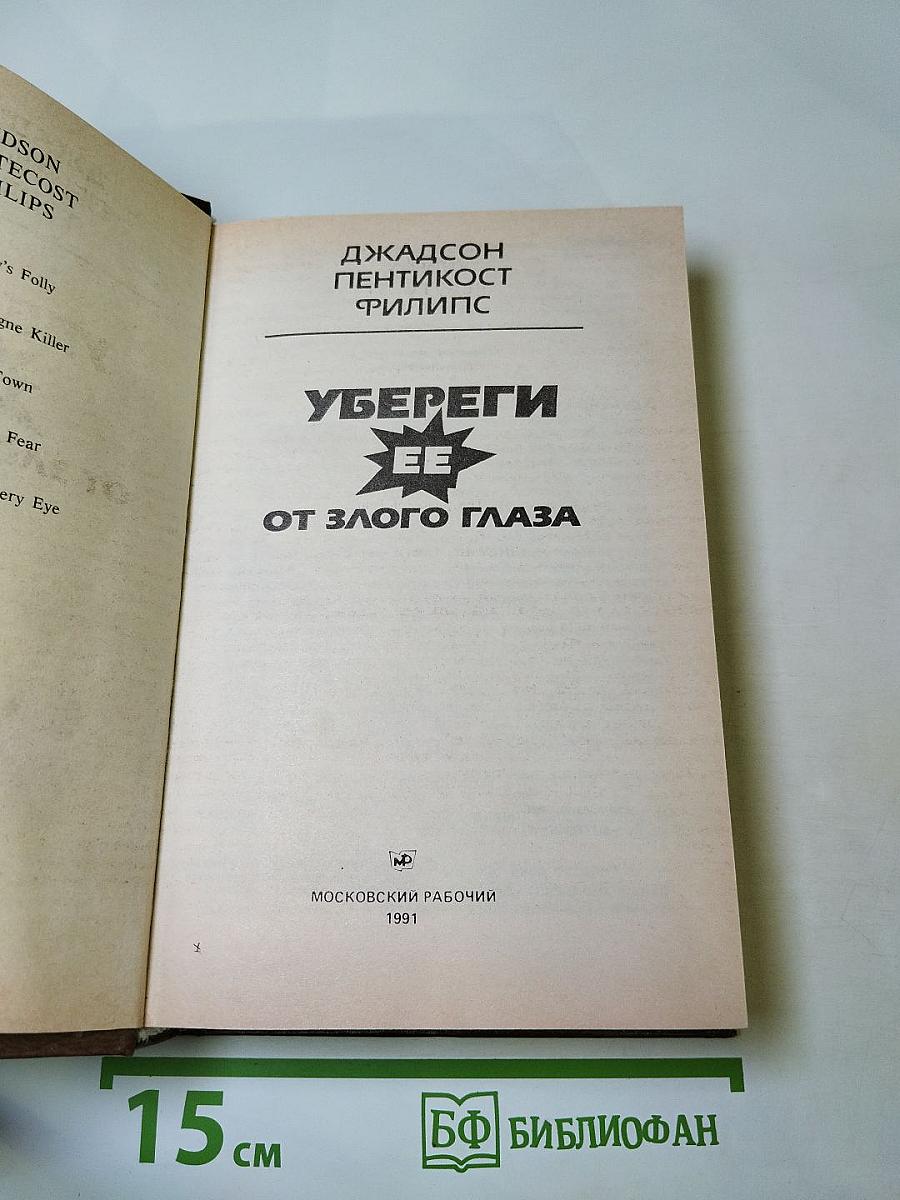 DSON
TECOST
ILIPS
's Folly
gne Killer
Town
Fear
ery Eye
ДЖАДСОН
ПЕНТИКОСТ
ФИЛИПС
УБЕРЕГИ
ЕЕ
ОТ ЗЛОГО ГЛАЗА
МР
МОСКОВСКИЙ РАБОЧИЙ
1991
15 см
БФ БИБЛИОФАН